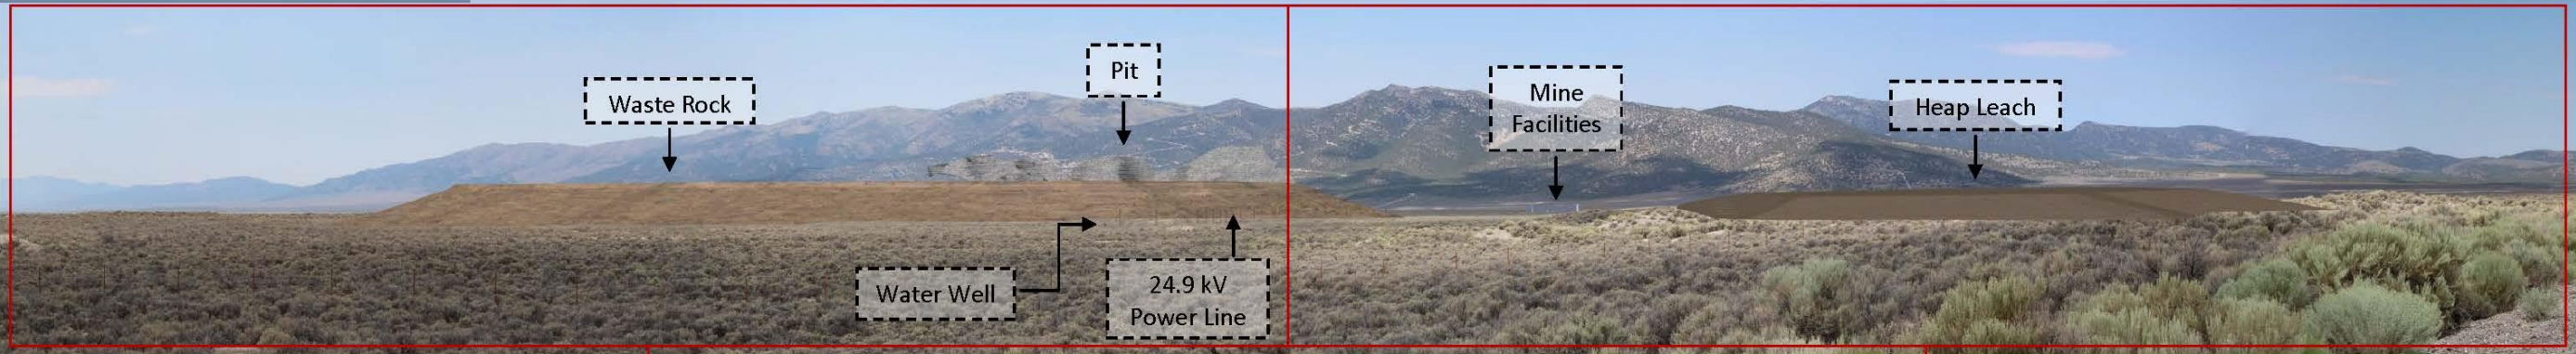 Waste Rock
Pit
Mine
Facilities
Heap Leach
Water Well
24.9 kV
Power Line